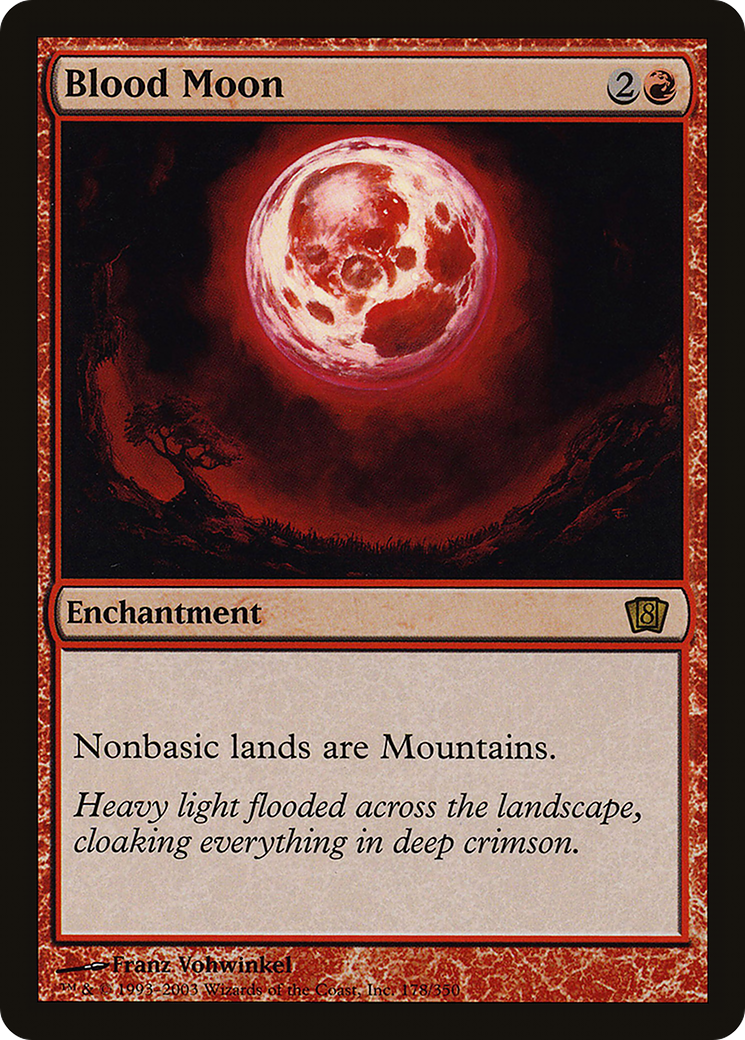 Blood Moon 2
Enchantment 8
Nonbasic lands are Mountains.
Heavy light flooded across the landscape,
cloaking everything in deep crimson.
Franz Vohwinkel
™ & © 1993–2003 Wizards of the Coast, Inc. 178/350